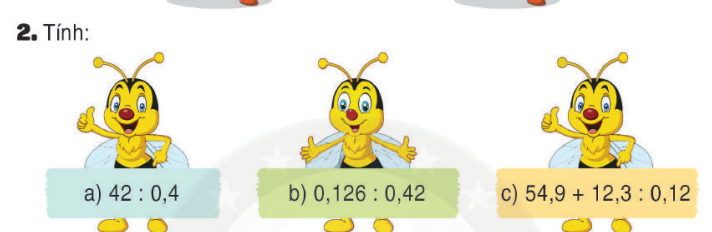 2. Tính:
a) 42 : 0,4
b) 0,126 : 0,42
c) 54,9 + 12,3 : 0,12